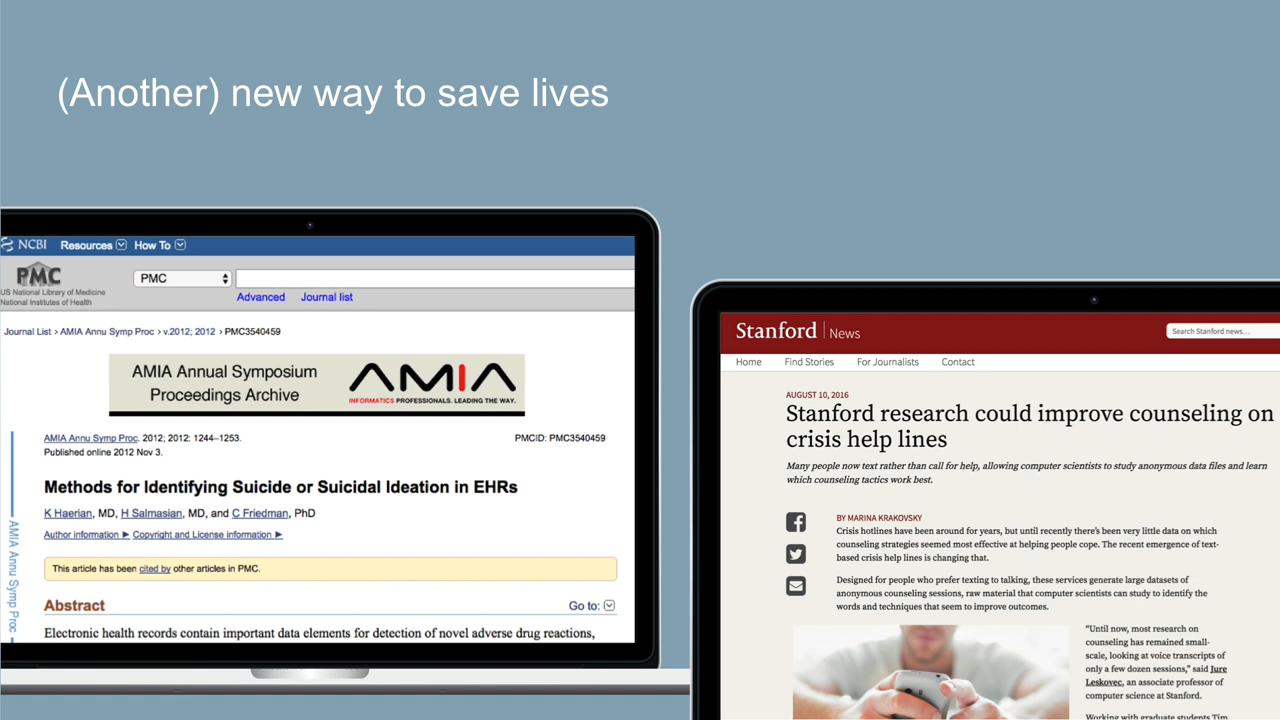 (Another) new way to save lives
NCBI Resources How To
PMC
US National Library of Medicine
National Institutes of Health
PMC
Advanced Journal list
Journal List › AMIA Annu Symp Proc › v.2012; 2012 › PMC3540459
AMIA Annual Symposium
Proceedings Archive
AMIA
INFORMATICS PROFESSIONALS. LEADING THE WAY.
AMIA Annu Symp Proc. 2012; 2012: 1244–1253.
PMCID: PMC3540459
Published online 2012 Nov 3.
Methods for Identifying Suicide or Suicidal Ideation in EHRs
K Haerian, MD, H Salmasian, MD, and C Friedman, PhD
Author information ▶ Copyright and License information ▶
This article has been cited by other articles in PMC.
Abstract
Go to:
Electronic health records contain important data elements for detection of novel adverse drug reactions,
AMIA Annu Symp Proc
Stanford | News
Search Stanford news...
Home Find Stories For Journalists Contact
AUGUST 10, 2016
Stanford research could improve counseling on
crisis help lines
Many people now text rather than call for help, allowing computer scientists to study anonymous data files and learn
which counseling tactics work best.
BY MARINA KRAKOVSKY
Crisis hotlines have been around for years, but until recently there's been very little data on which
counseling strategies seemed most effective at helping people cope. The recent emergence of text-
based crisis help lines is changing that.
Designed for people who prefer texting to talking, these services generate large datasets of
anonymous counseling sessions, raw material that computer scientists can study to identify the
words and techniques that seem to improve outcomes.
“Until now, most research on
counseling has remained small-
scale, looking at voice transcripts of
only a few dozen sessions,” said Jure
Leskovec, an associate professor of
computer science at Stanford.
Working with graduate students Tim